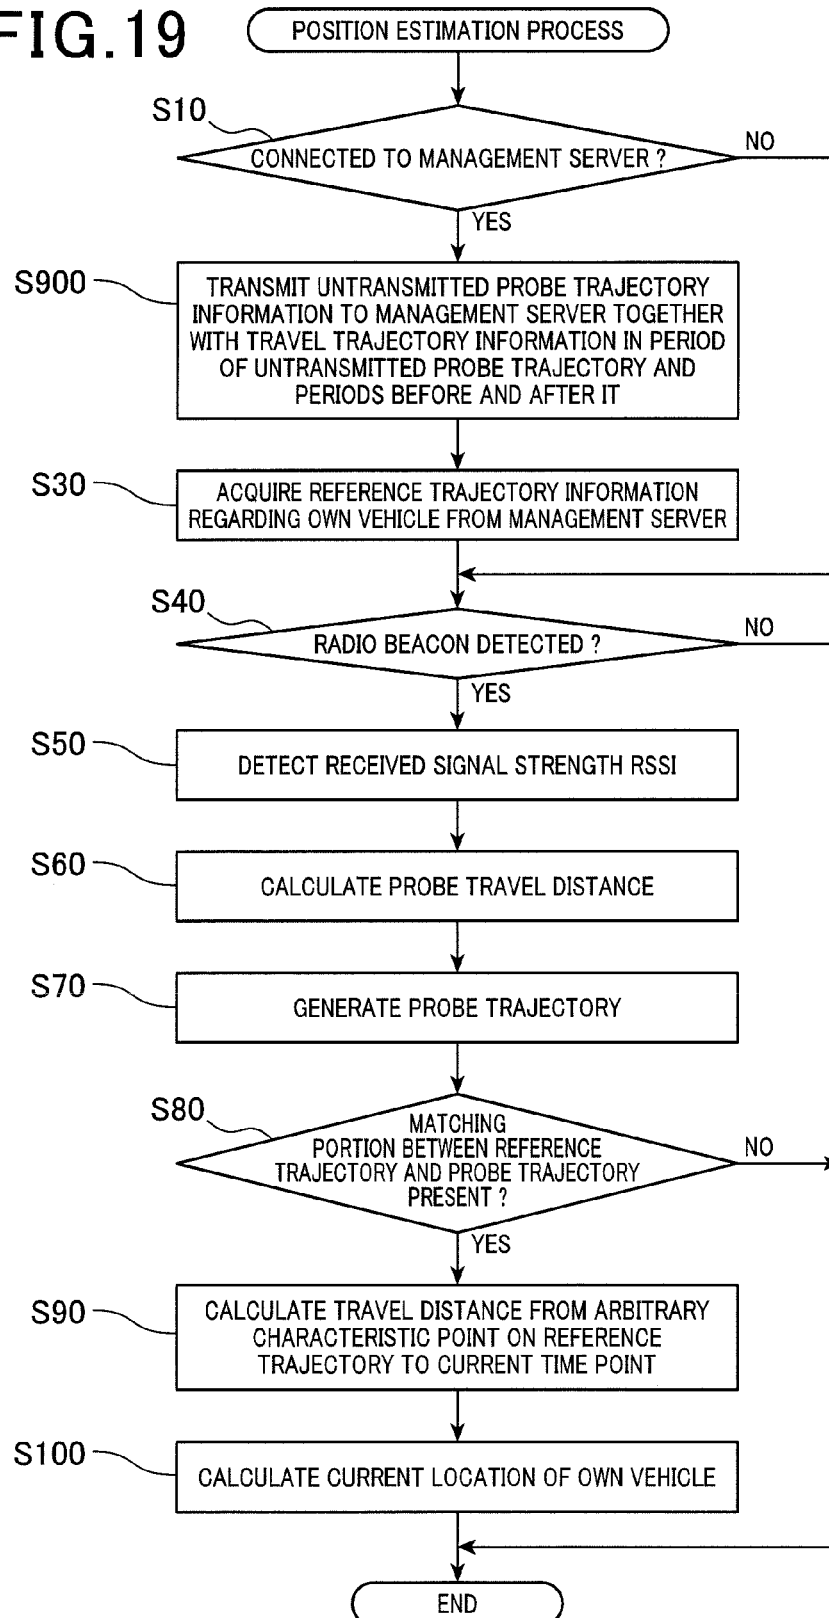 FIG.19
POSITION ESTIMATION PROCESS
S10
CONNECTED TO MANAGEMENT SERVER ?
NO
YES
S900
TRANSMIT UNTRANSMITTED PROBE TRAJECTORY
INFORMATION TO MANAGEMENT SERVER TOGETHER
WITH TRAVEL TRAJECTORY INFORMATION IN PERIOD
OF UNTRANSMITTED PROBE TRAJECTORY AND
PERIODS BEFORE AND AFTER IT
S30
ACQUIRE REFERENCE TRAJECTORY INFORMATION
REGARDING OWN VEHICLE FROM MANAGEMENT SERVER
S40
RADIO BEACON DETECTED ?
NO
YES
S50
DETECT RECEIVED SIGNAL STRENGTH RSSI
S60
CALCULATE PROBE TRAVEL DISTANCE
S70
GENERATE PROBE TRAJECTORY
S80
MATCHING
PORTION BETWEEN REFERENCE
TRAJECTORY AND PROBE TRAJECTORY
PRESENT ?
NO
YES
S90
CALCULATE TRAVEL DISTANCE FROM ARBITRARY
CHARACTERISTIC POINT ON REFERENCE
TRAJECTORY TO CURRENT TIME POINT
S100
CALCULATE CURRENT LOCATION OF OWN VEHICLE
END